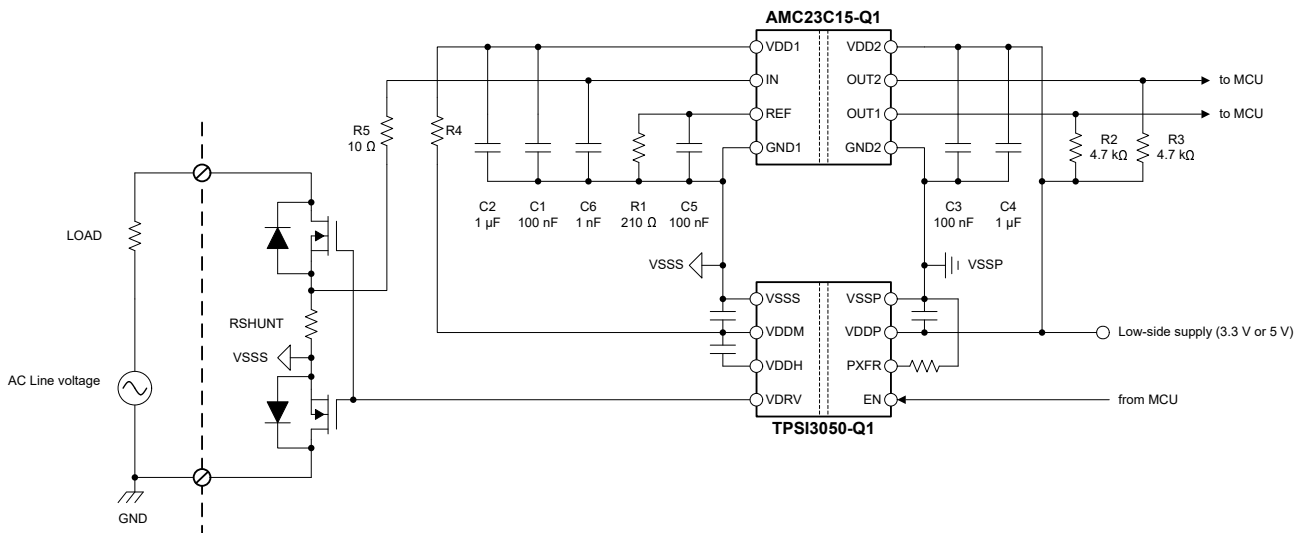 AMC23C15-Q1
VDD1
VDD2
IN
OUT2
to MCU
REF
OUT1
to MCU
GND1
GND2
R5
10 Ω
R4
R2
4.7 kΩ
R3
4.7 kΩ
C2
1 µF
C1
100 nF
C6
1 nF
R1
210 Ω
C5
100 nF
C3
100 nF
C4
1 µF
LOAD
VSSS
VSSP
RSHUNT
VSSS
AC Line voltage
GND
VSSS
VSSP
VDDM
VDDP
Low-side supply (3.3 V or 5 V)
VDDH
PXFR
VDRV
EN
from MCU
TPSI3050-Q1